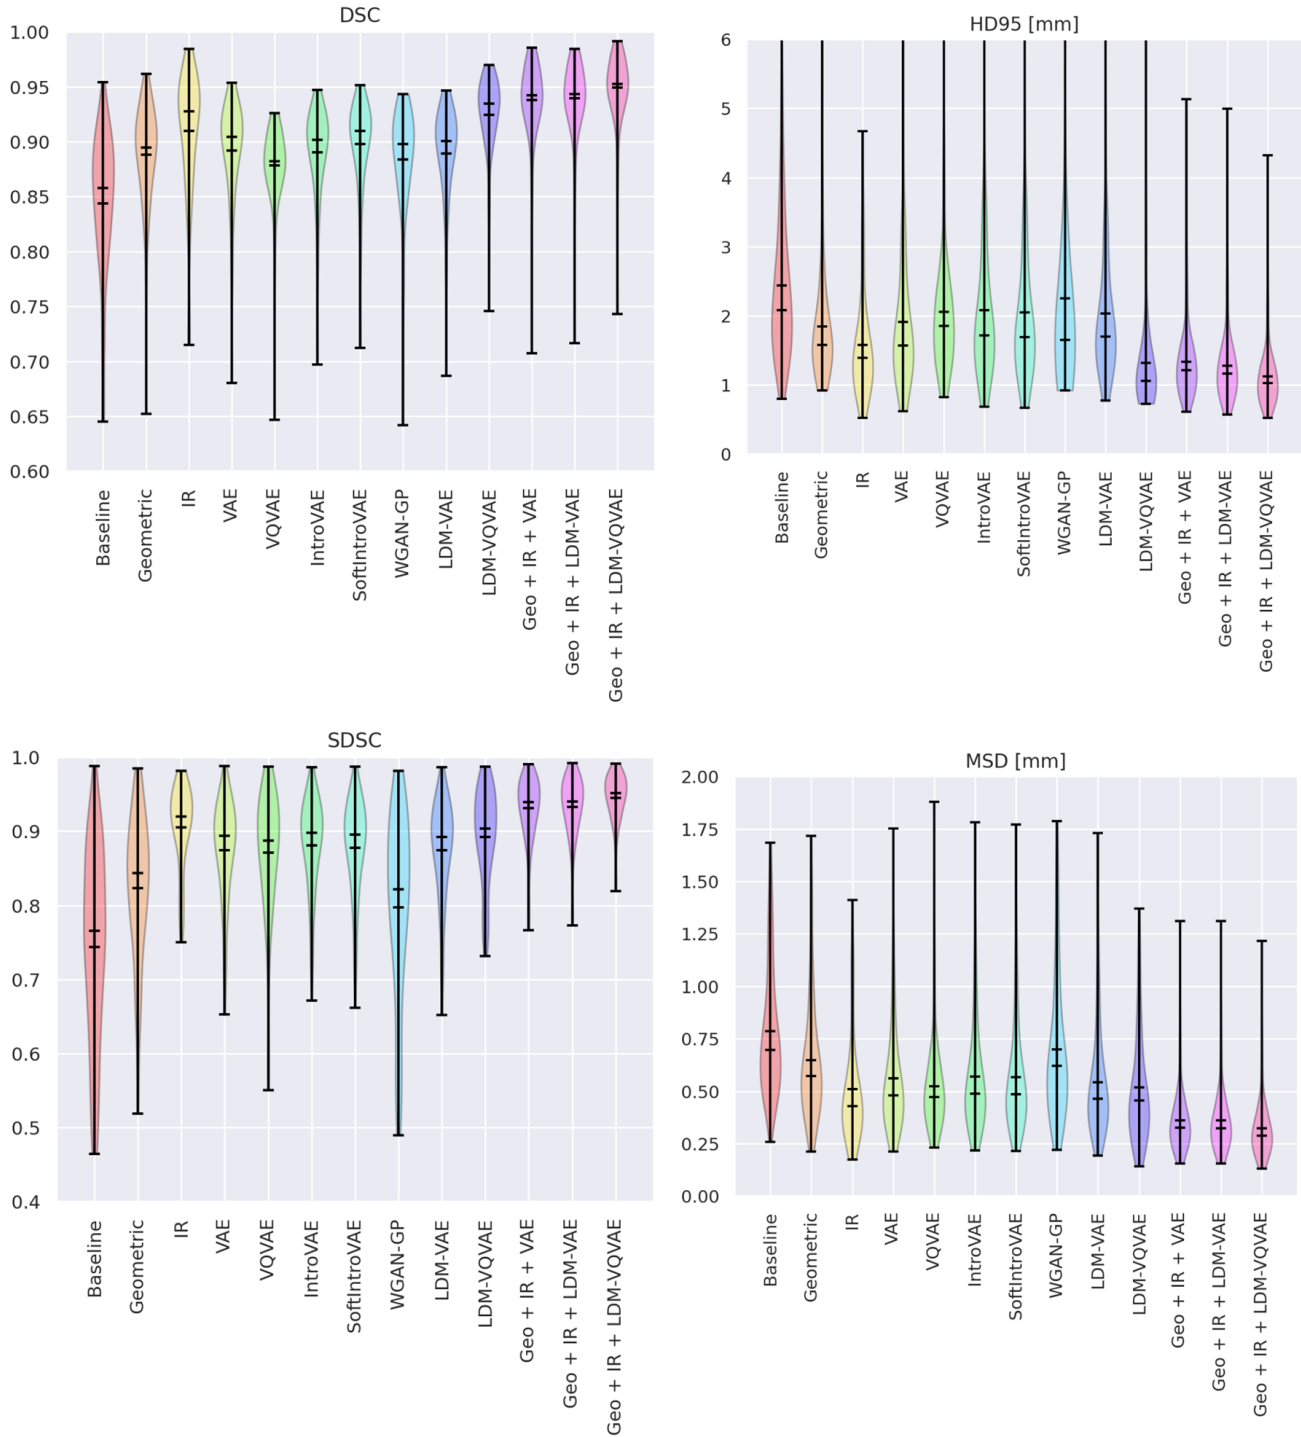 DSC
1.00
0.95
0.90
0.85
0.80
0.75
0.70
0.65
0.60
Baseline
Geometric
IR
VAE
VQVAE
IntroVAE
SoftIntroVAE
WGAN-GP
LDM-VAE
LDM-VQVAE
Geo + IR + VAE
Geo + IR + LDM-VAE
Geo + IR + LDM-VQVAE
HD95 [mm]
6
5
4
3
2
1
0
Baseline
Geometric
IR
VAE
VQVAE
IntroVAE
SoftIntroVAE
WGAN-GP
LDM-VAE
LDM-VQVAE
Geo + IR + VAE
Geo + IR + LDM-VAE
Geo + IR + LDM-VQVAE
SDSC
1.0
0.9
0.8
0.7
0.6
0.5
0.4
Baseline
Geometric
IR
VAE
VQVAE
IntroVAE
SoftIntroVAE
WGAN-GP
LDM-VAE
LDM-VQVAE
Geo + IR + VAE
Geo + IR + LDM-VAE
Geo + IR + LDM-VQVAE
MSD [mm]
2.00
1.75
1.50
1.25
1.00
0.75
0.50
0.25
0.00
Baseline
Geometric
IR
VAE
VQVAE
IntroVAE
SoftIntroVAE
WGAN-GP
LDM-VAE
LDM-VQVAE
Geo + IR + VAE
Geo + IR + LDM-VAE
Geo + IR + LDM-VQVAE